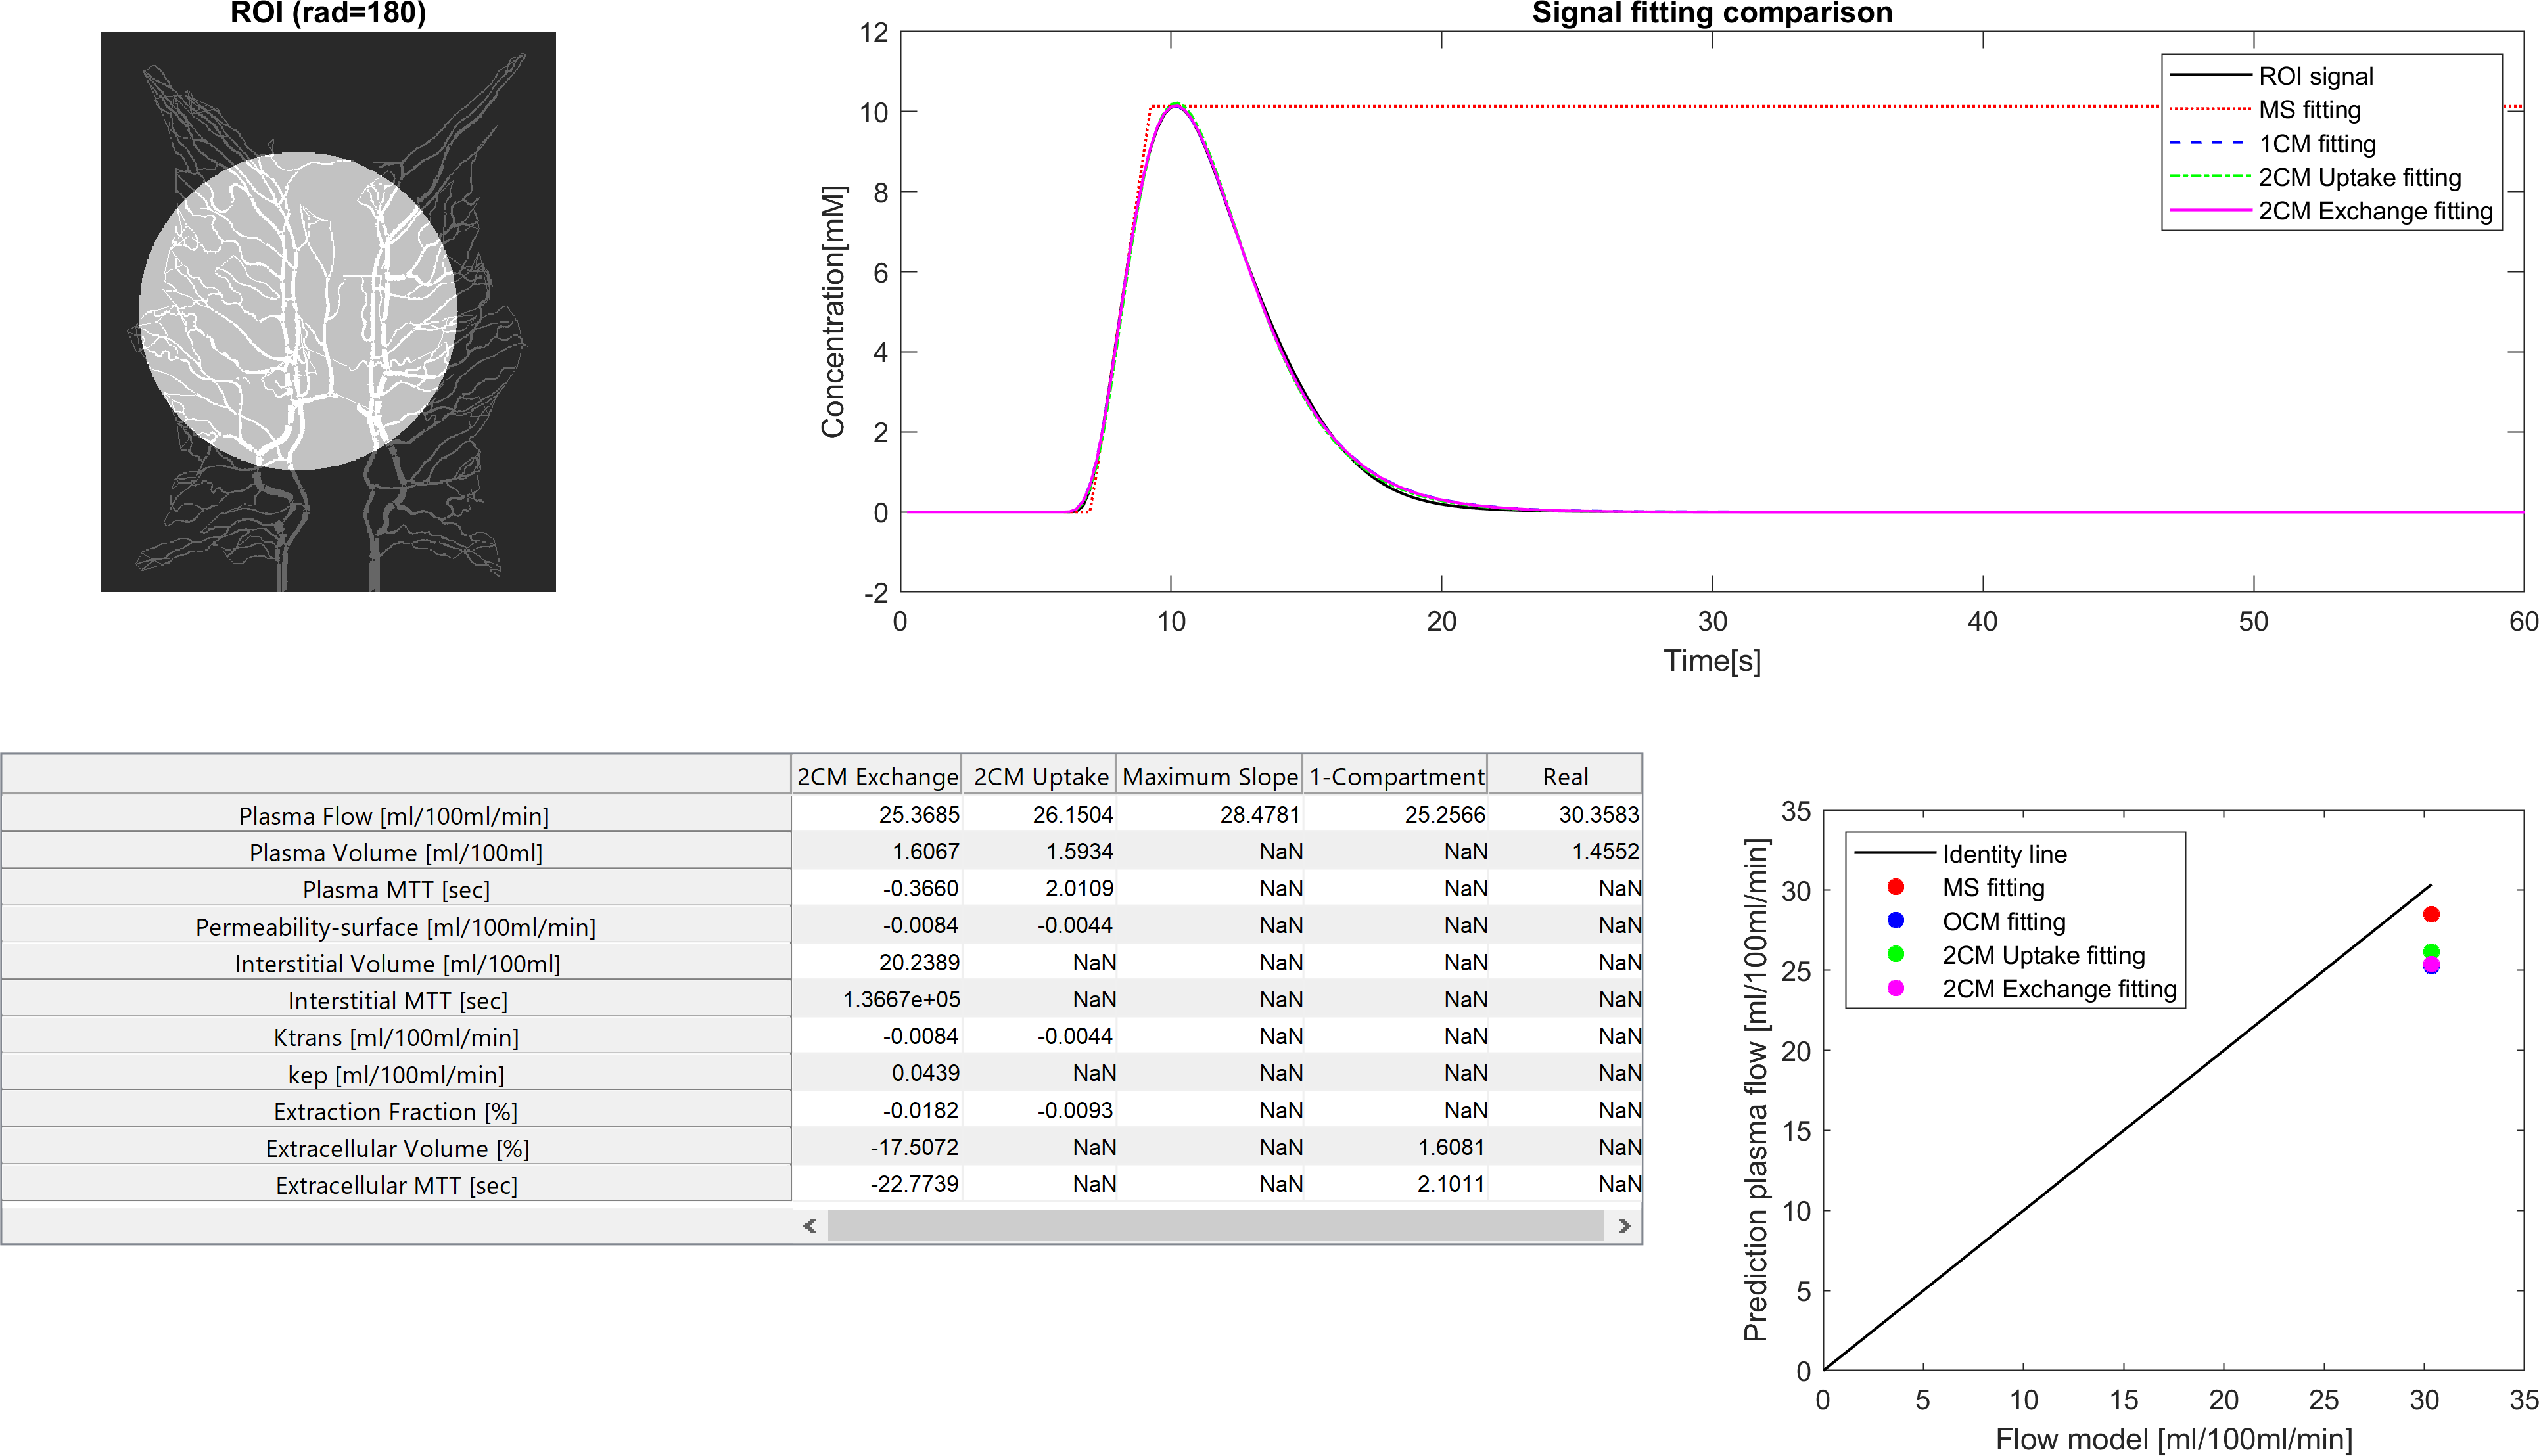 ROI (rad=180)
Signal fitting comparison
12
10
8
6
4
2
0
-2
Concentration[mM]
0 10 20 30 40 50 60
Time[s]
ROI signal
MS fitting
1CM fitting
2CM Uptake fitting
2CM Exchange fitting
2CM Exchange 2CM Uptake Maximum Slope 1-Compartment Real
Plasma Flow [ml/100ml/min] 25.3685 26.1504 28.4781 25.2566 30.3583
Plasma Volume [ml/100ml] 1.6067 1.5934 NaN NaN 1.4552
Plasma MTT [sec] -0.3660 2.0109 NaN NaN NaN
Permeability-surface [ml/100ml/min] -0.0084 -0.0044 NaN NaN NaN
Interstitial Volume [ml/100ml] 20.2389 NaN NaN NaN NaN
Interstitial MTT [sec] 1.3667e+05 NaN NaN NaN NaN
Ktrans [ml/100ml/min] -0.0084 -0.0044 NaN NaN NaN
kep [ml/100ml/min] 0.0439 NaN NaN NaN NaN
Extraction Fraction [%] -0.0182 -0.0093 NaN NaN NaN
Extracellular Volume [%] -17.5072 NaN NaN 1.6081 NaN
Extracellular MTT [sec] -22.7739 NaN NaN 2.1011 NaN
35
30
25
20
15
10
5
0
Prediction plasma flow [ml/100ml/min]
Identity line
MS fitting
OCM fitting
2CM Uptake fitting
2CM Exchange fitting
0 5 10 15 20 25 30 35
Flow model [ml/100ml/min]